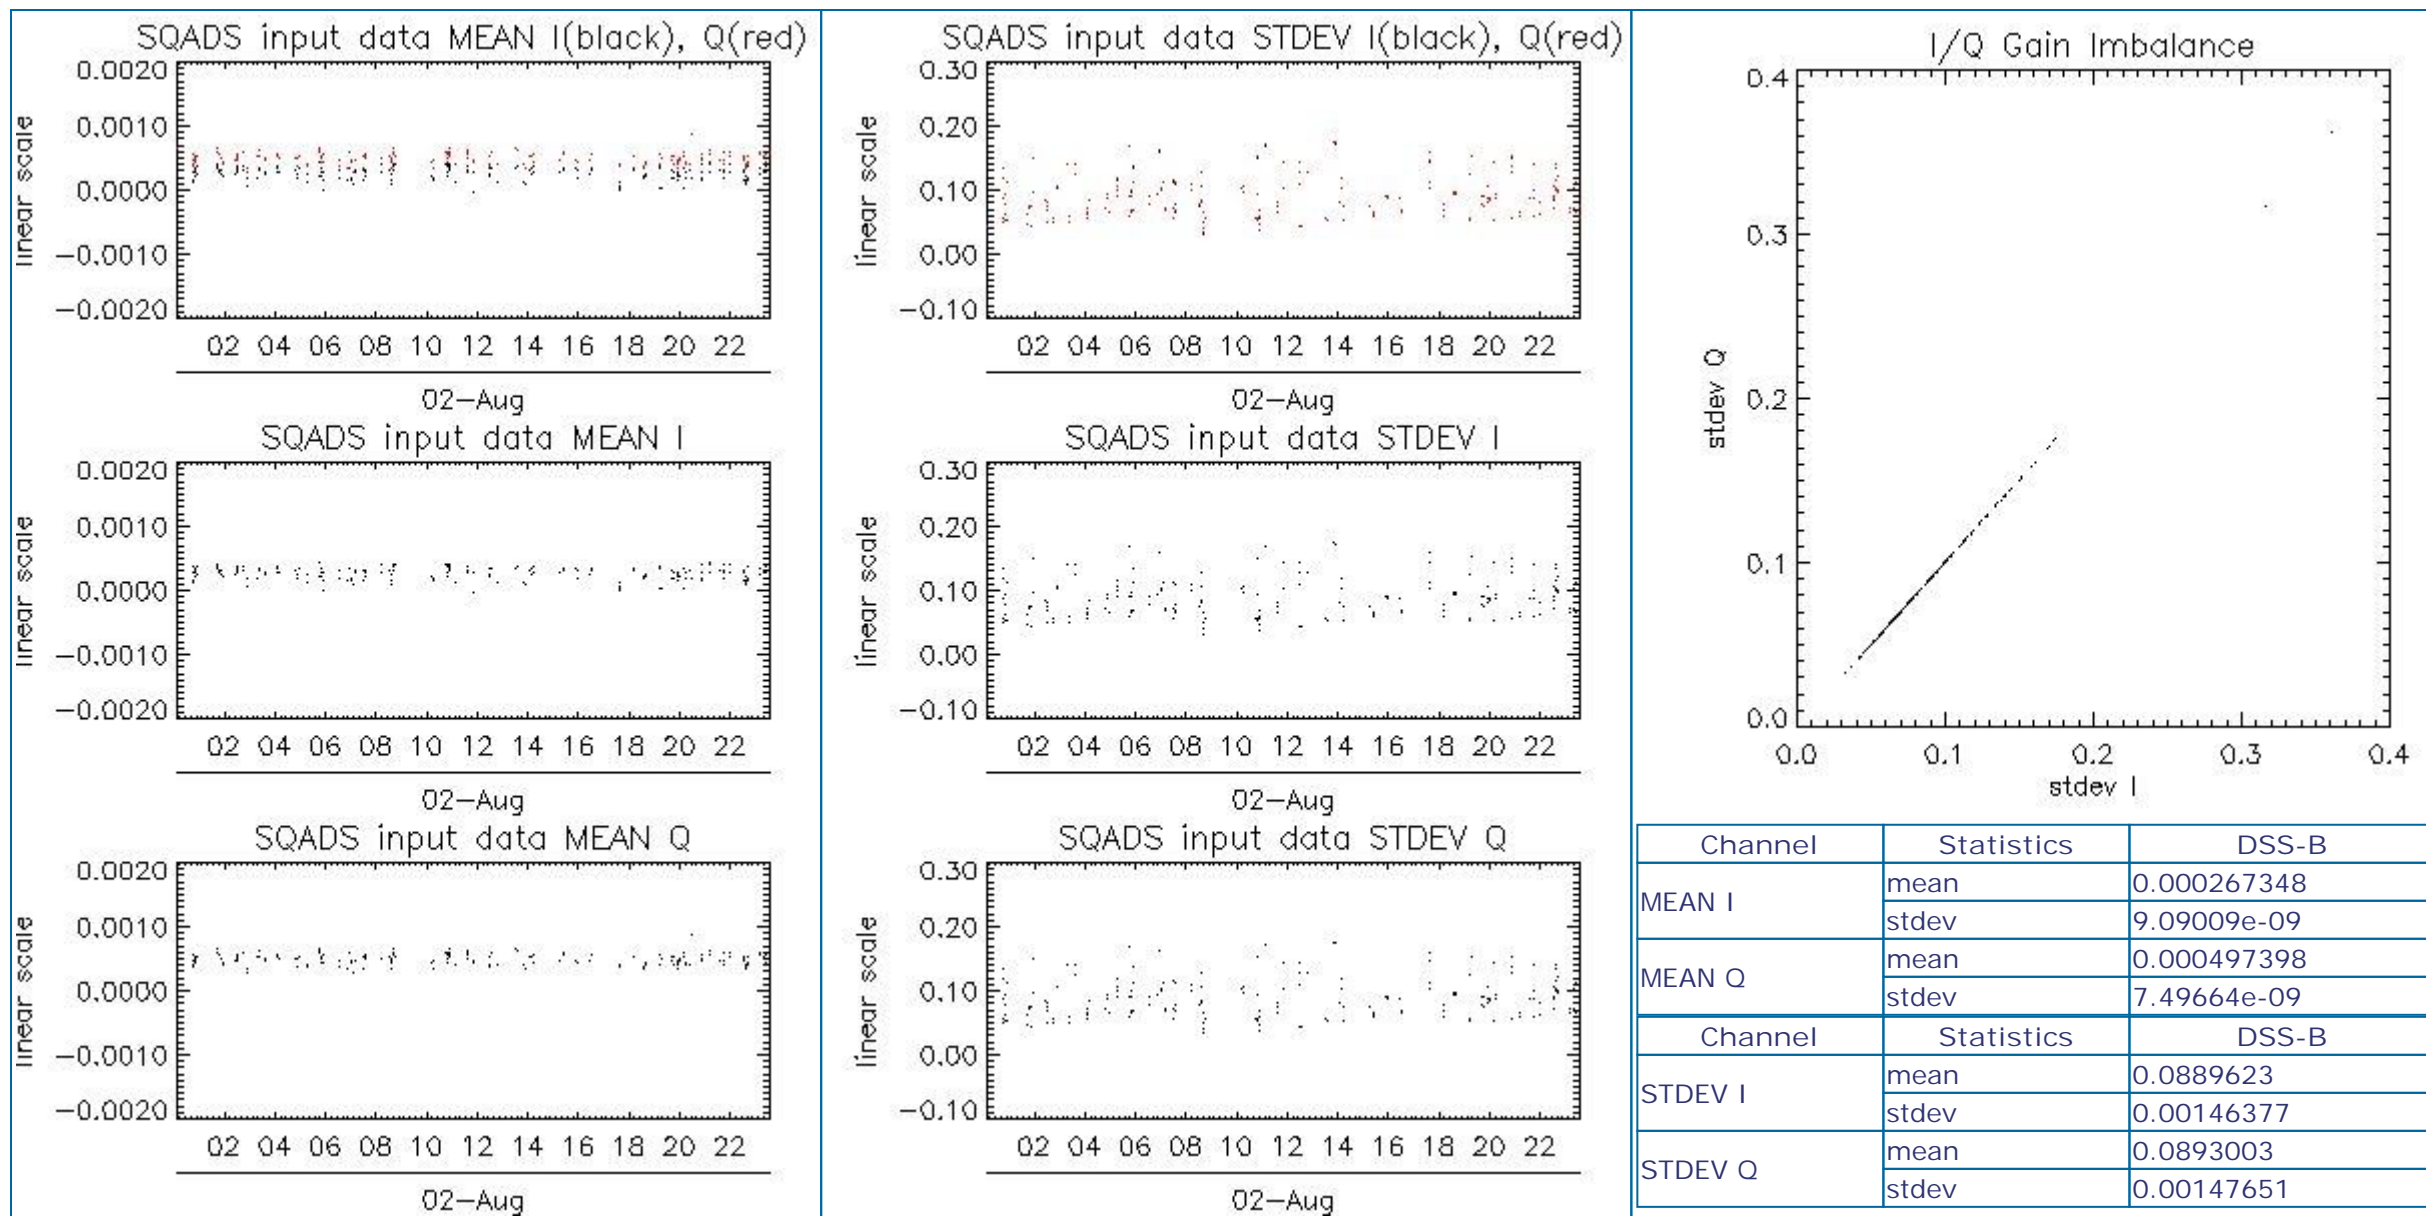 SQADS input data MEAN I(black), Q(red)
0.0020
0.0010
0.0000
−0.0010
−0.0020
linear scale
02 04 06 08 10 12 14 16 18 20 22
02−Aug
SQADS input data MEAN I
0.0020
0.0010
0.0000
−0.0010
−0.0020
linear scale
02 04 06 08 10 12 14 16 18 20 22
02−Aug
SQADS input data MEAN Q
0.0020
0.0010
0.0000
−0.0010
−0.0020
linear scale
02 04 06 08 10 12 14 16 18 20 22
02−Aug
SQADS input data STDEV I(black), Q(red)
0.30
0.20
0.10
0.00
−0.10
linear scale
02 04 06 08 10 12 14 16 18 20 22
02−Aug
SQADS input data STDEV I
0.30
0.20
0.10
0.00
−0.10
linear scale
02 04 06 08 10 12 14 16 18 20 22
02−Aug
SQADS input data STDEV Q
0.30
0.20
0.10
0.00
−0.10
linear scale
02 04 06 08 10 12 14 16 18 20 22
02−Aug
I/Q Gain Imbalance
0.4
0.3
0.2
0.1
0.0
stdev Q
0.0 0.1 0.2 0.3 0.4
stdev I
Channel Statistics DSS-B
MEAN I mean 0.000267348
stdev 9.09009e-09
MEAN Q mean 0.000497398
stdev 7.49664e-09
Channel Statistics DSS-B
STDEV I mean 0.0889623
stdev 0.00146377
STDEV Q mean 0.0893003
stdev 0.00147651